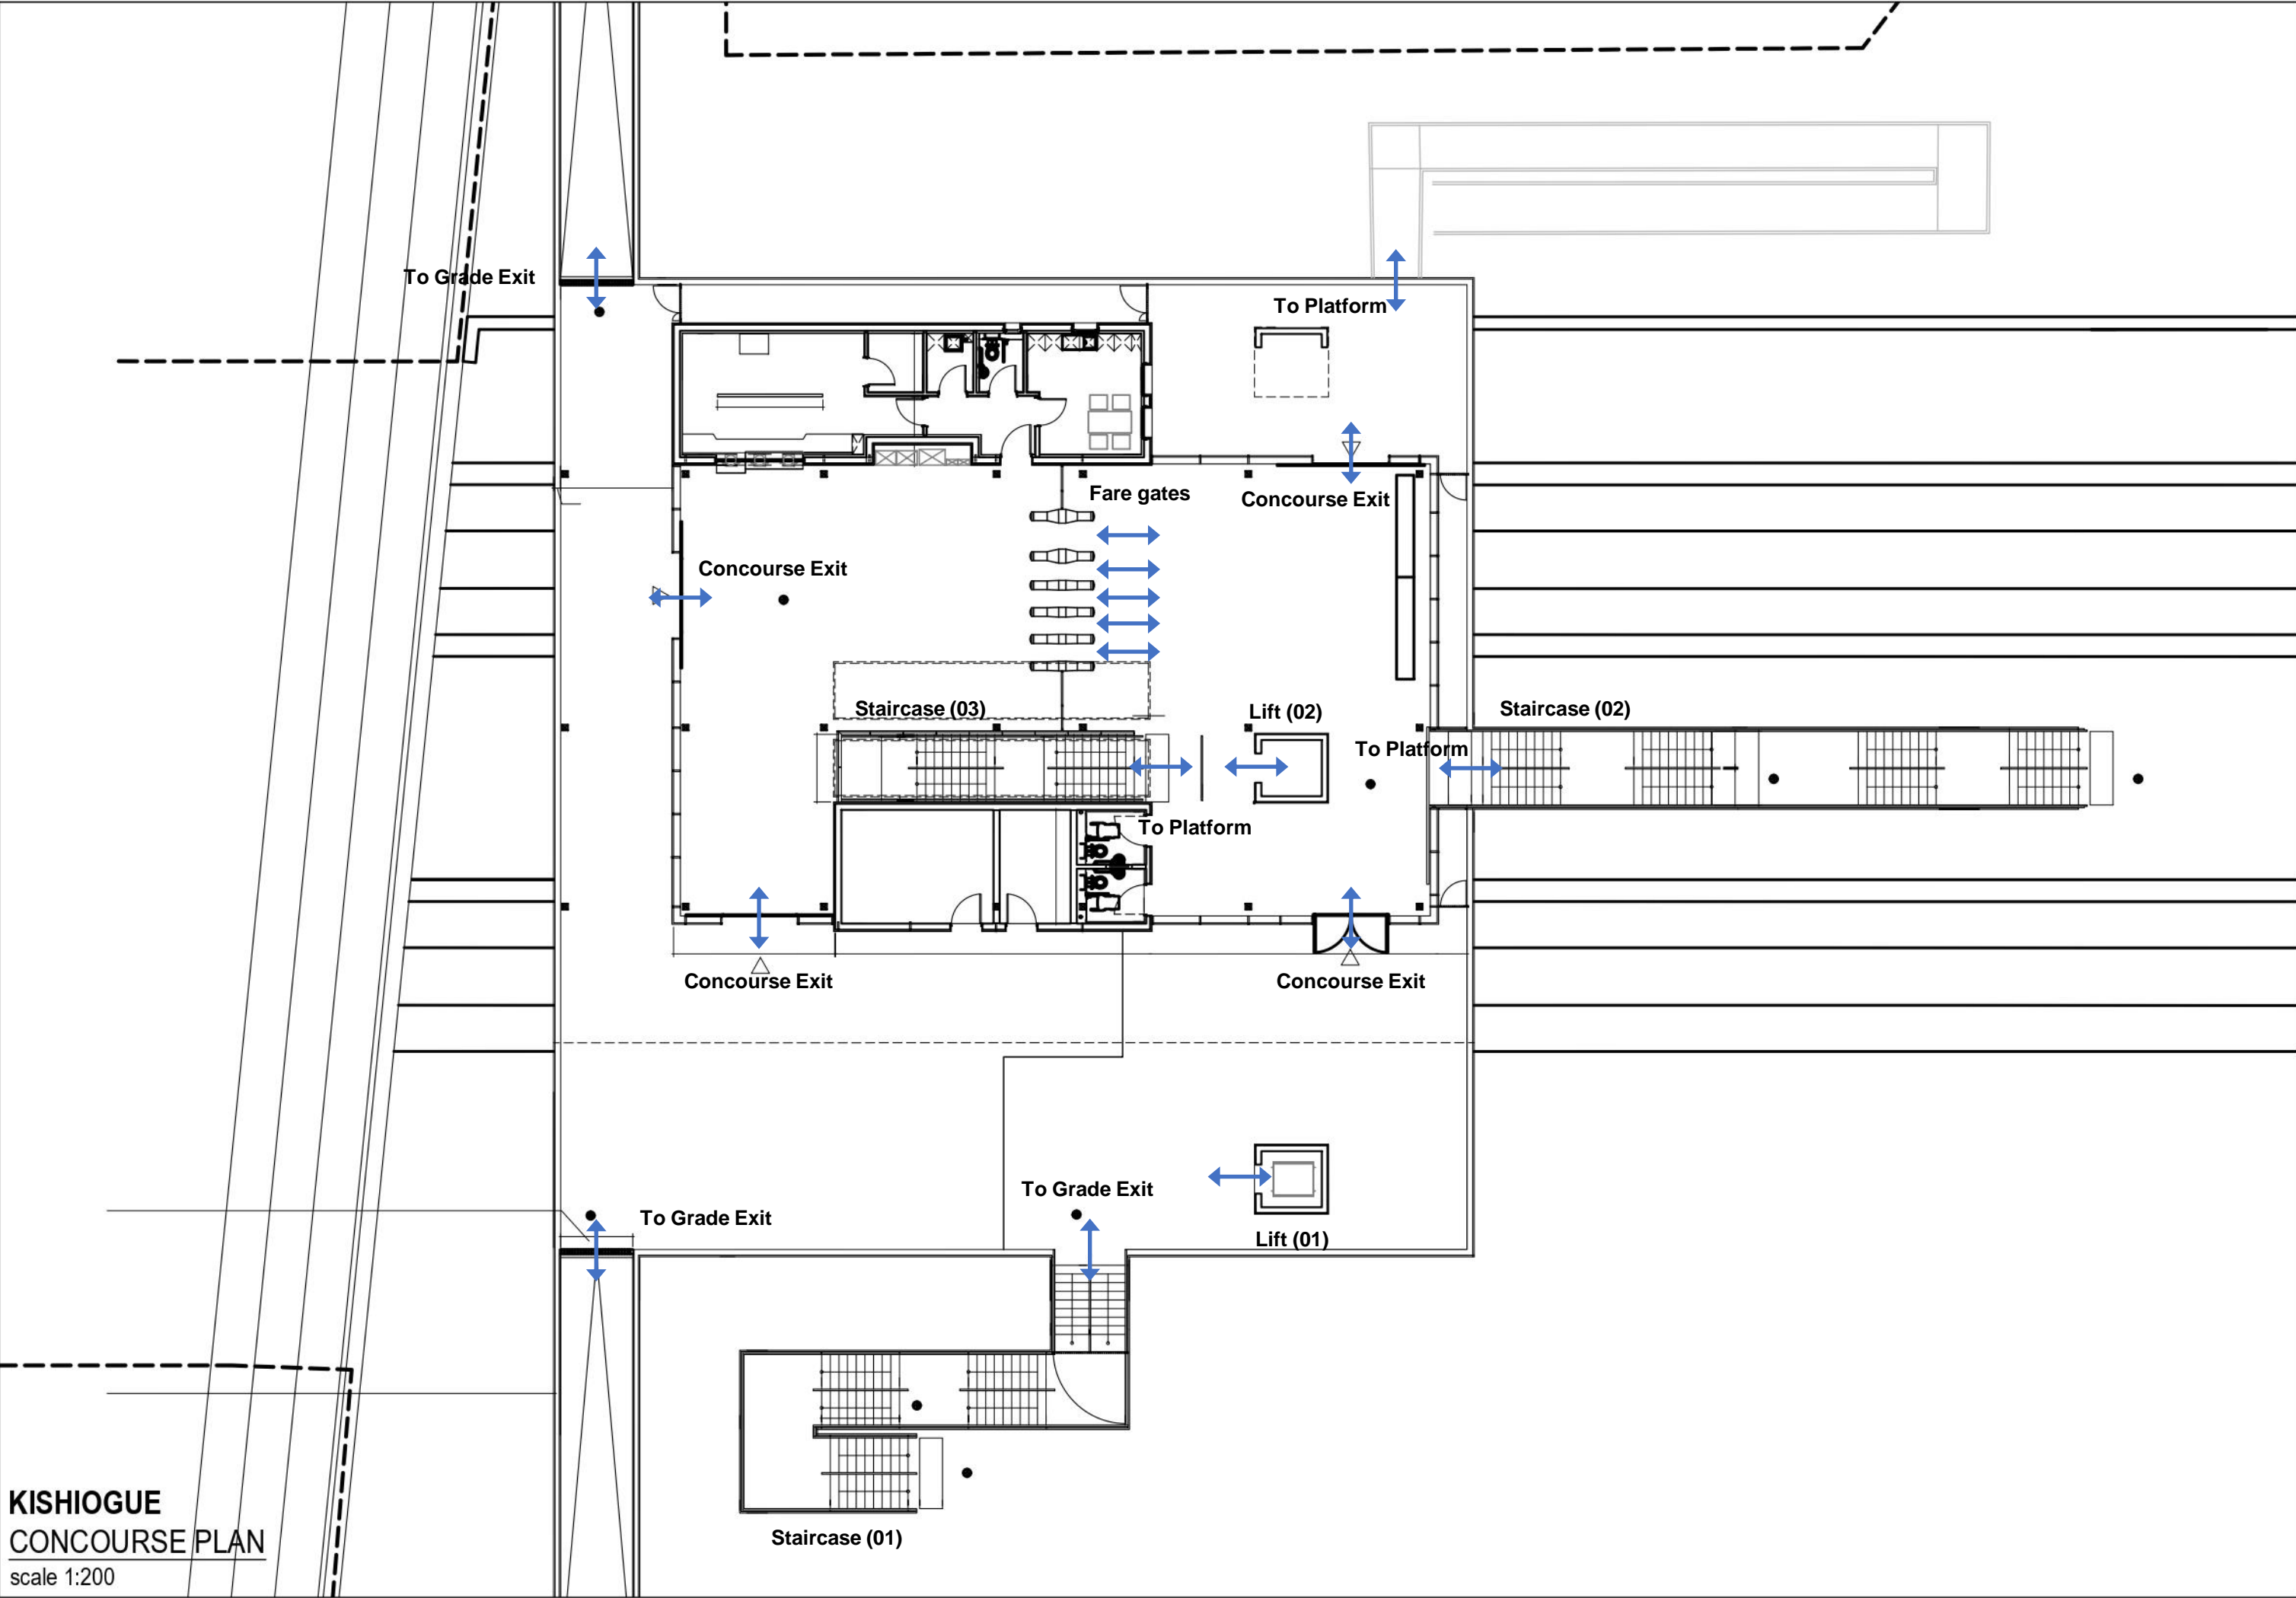 To Grade Exit
To Platform
Fare gates
Concourse Exit
Concourse Exit
Staircase (03)
Lift (02)
Staircase (02)
To Platform
To Platform
Concourse Exit
Concourse Exit
To Grade Exit
To Grade Exit
Lift (01)
KISHIOGUE
CONCOURSE PLAN
scale 1:200
Staircase (01)